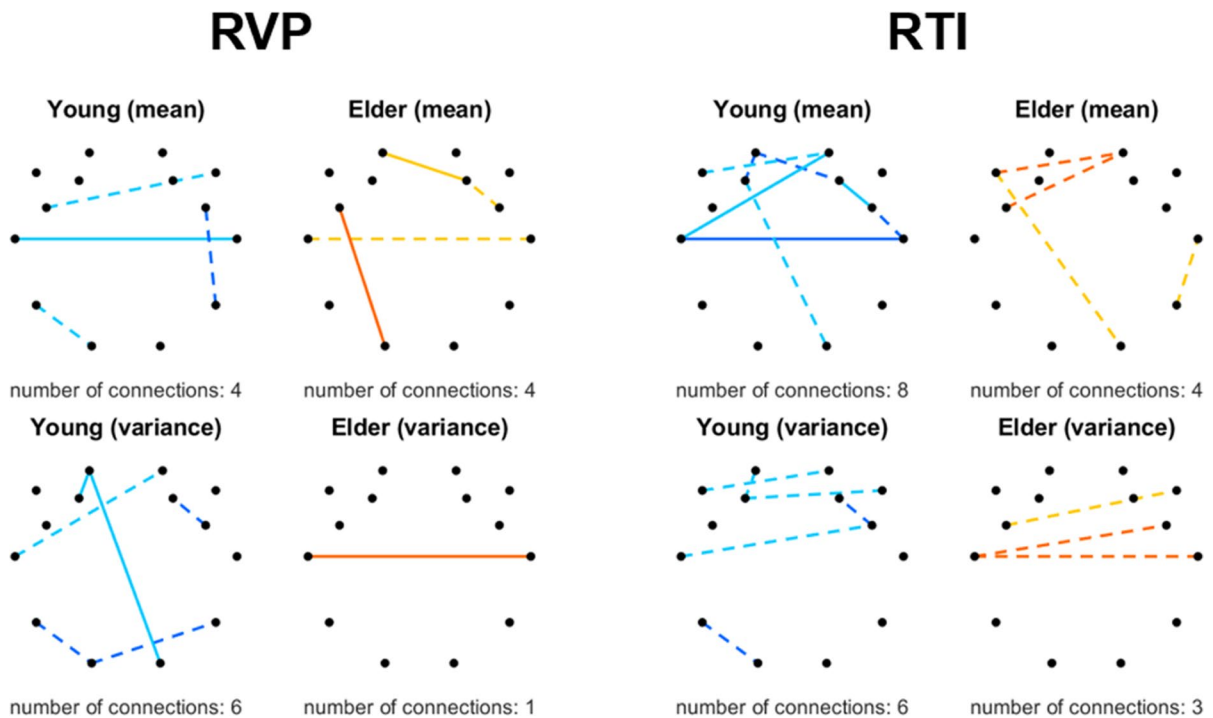 RVP RTI
Young (mean) Elder (mean) Young (mean) Elder (mean)
number of connections: 4 number of connections: 4 number of connections: 8 number of connections: 4
Young (variance) Elder (variance) Young (variance) Elder (variance)
number of connections: 6 number of connections: 1 number of connections: 6 number of connections: 3